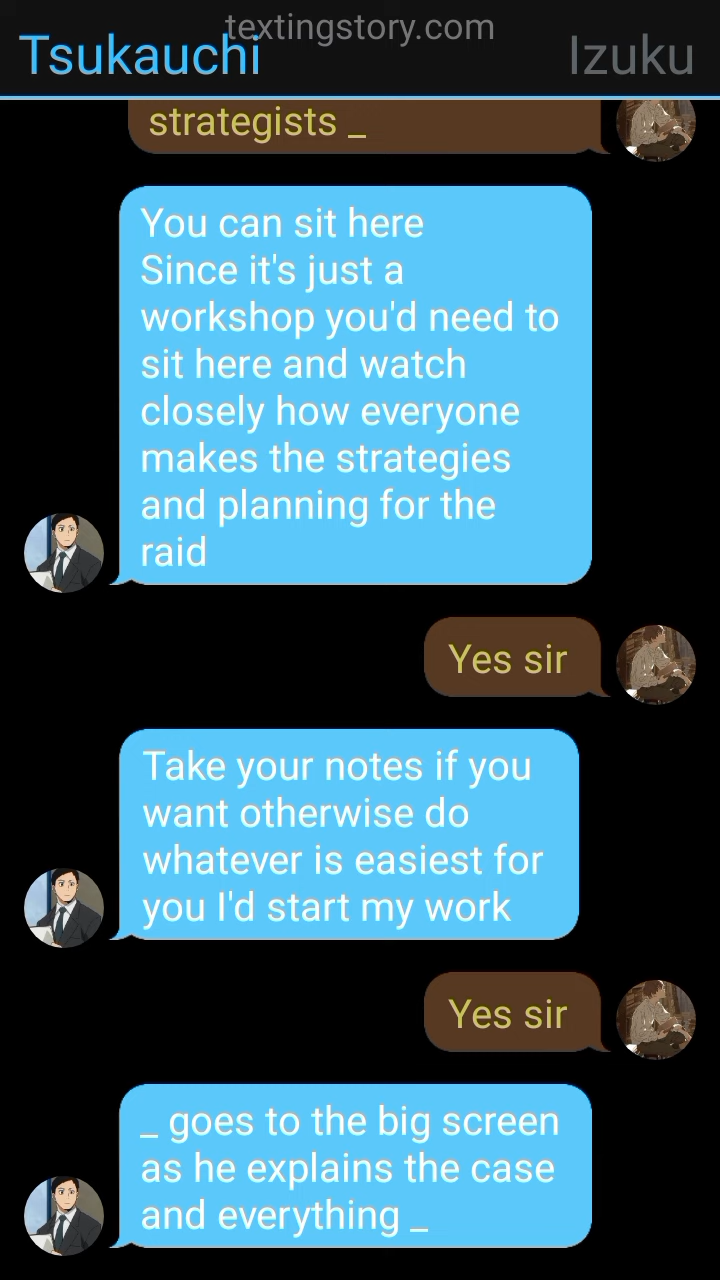 textingstory.com
Tsukauchi
Izuku
strategists _
You can sit here
Since it's just a
workshop you'd need to
sit here and watch
closely how everyone
makes the strategies
and planning for the
raid
Yes sir
Take your notes if you
want otherwise do
whatever is easiest for
you I'd start my work
Yes sir
_ goes to the big screen
as he explains the case
and everything _